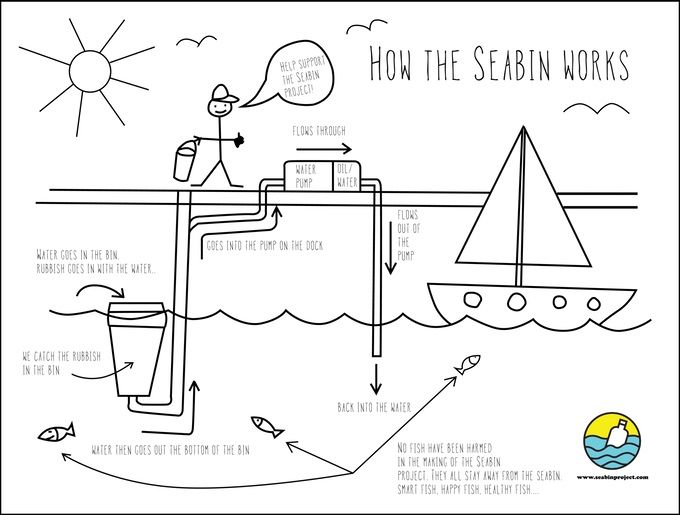 HOW THE SEABIN WORKS
HELP SUPPORT
THE SEABIN
PROJECT!
FLOWS THROUGH
WATER
PUMP
OIL/
WATER
FLOWS
OUT OF
THE
PUMP
GOES INTO THE PUMP ON THE DOCK
WATER GOES IN THE BIN.
RUBBISH GOES IN WITH THE WATER..
WE CATCH THE RUBBISH
IN THE BIN
BACK INTO THE WATER
WATER THEN GOES OUT THE BOTTOM OF THE BIN
NO FISH HAVE BEEN HARMED
IN THE MAKING OF THE SEABIN
PROJECT. THEY ALL STAY AWAY FROM THE SEABIN.
SMART FISH, HAPPY FISH, HEALTHY FISH....
www.seabinproject.com